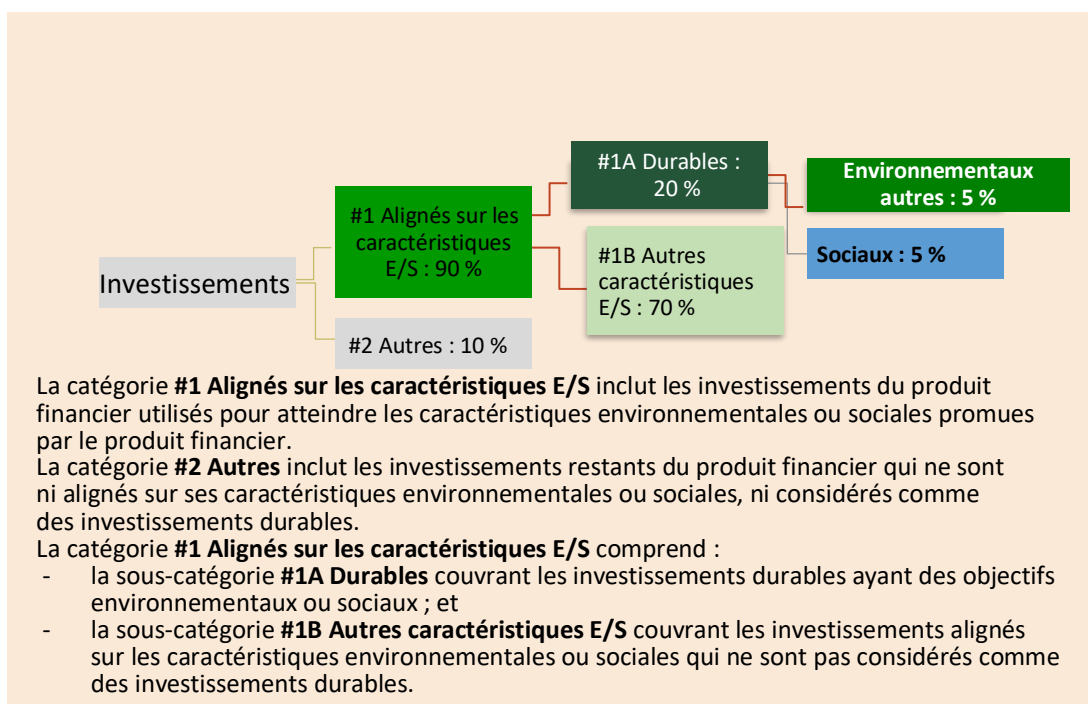 Investissements
#1 Alignés sur les
caractéristiques
E/S : 90 %
#2 Autres : 10 %
#1A Durables :
20 %
#1B Autres
caractéristiques
E/S : 70 %
Environnementaux
autres : 5 %
Sociaux : 5 %
La catégorie #1 Alignés sur les caractéristiques E/S inclut les investissements du produit
financier utilisés pour atteindre les caractéristiques environnementales ou sociales promues
par le produit financier.
La catégorie #2 Autres inclut les investissements restants du produit financier qui ne sont
ni alignés sur ses caractéristiques environnementales ou sociales, ni considérés comme
des investissements durables.
La catégorie #1 Alignés sur les caractéristiques E/S comprend :
- la sous-catégorie #1A Durables couvrant les investissements durables ayant des objectifs
environnementaux ou sociaux ; et
- la sous-catégorie #1B Autres caractéristiques E/S couvrant les investissements alignés
sur les caractéristiques environnementales ou sociales qui ne sont pas considérés comme
des investissements durables.